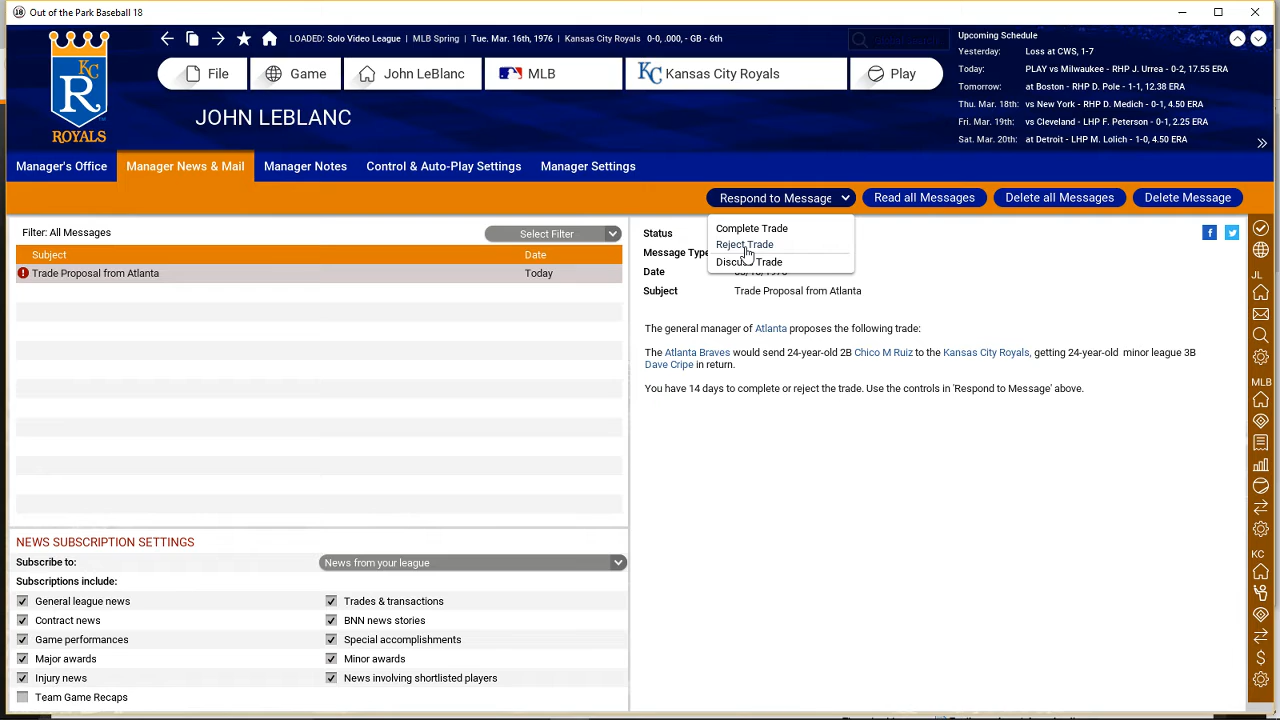 Out of the Park Baseball 18
LOADED: Solo Video League | MLB Spring | Tue. Mar. 16th, 1976 | Kansas City Royals 0-0, .000, - GB - 6th
Upcoming Schedule
Yesterday: Loss at CWS, 1-7
Today: PLAY vs Milwaukee - RHP J. Urrea - 0-2, 17.55 ERA
Tomorrow: at Boston - RHP D. Pole - 1-1, 12.38 ERA
Thu. Mar. 18th: vs New York - RHP D. Medich - 0-1, 4.50 ERA
Fri. Mar. 19th: vs Cleveland - LHP F. Peterson - 0-1, 2.25 ERA
Sat. Mar. 20th: at Detroit - LHP M. Lolich - 0-1, 4.50 ERA
KC
R
ROYALS
File
Game
John LeBlanc
MLB
KC Kansas City Royals
Play
JOHN LEBLANC
Manager's Office
Manager News & Mail
Manager Notes
Control & Auto-Play Settings
Manager Settings
Respond to Message
Read all Messages
Delete all Messages
Delete Message
Complete Trade
Reject Trade
Discuss Trade
Filter: All Messages
Select Filter
Subject Date
Trade Proposal from Atlanta Today
Status
Message Type
Date
Subject Trade Proposal from Atlanta
The general manager of Atlanta proposes the following trade:
The Atlanta Braves would send 24-year-old 2B Chico M Ruiz to the Kansas City Royals, getting 24-year-old minor league 3B
Dave Cripe in return.
You have 14 days to complete or reject the trade. Use the controls in 'Respond to Message' above.
NEWS SUBSCRIPTION SETTINGS
Subscribe to: News from your league
Subscriptions include:
General league news Trades & transactions
Contract news BNN news stories
Game performances Special accomplishments
Major awards Minor awards
Injury news News involving shortlisted players
Team Game Recaps
JL
MLB
KC